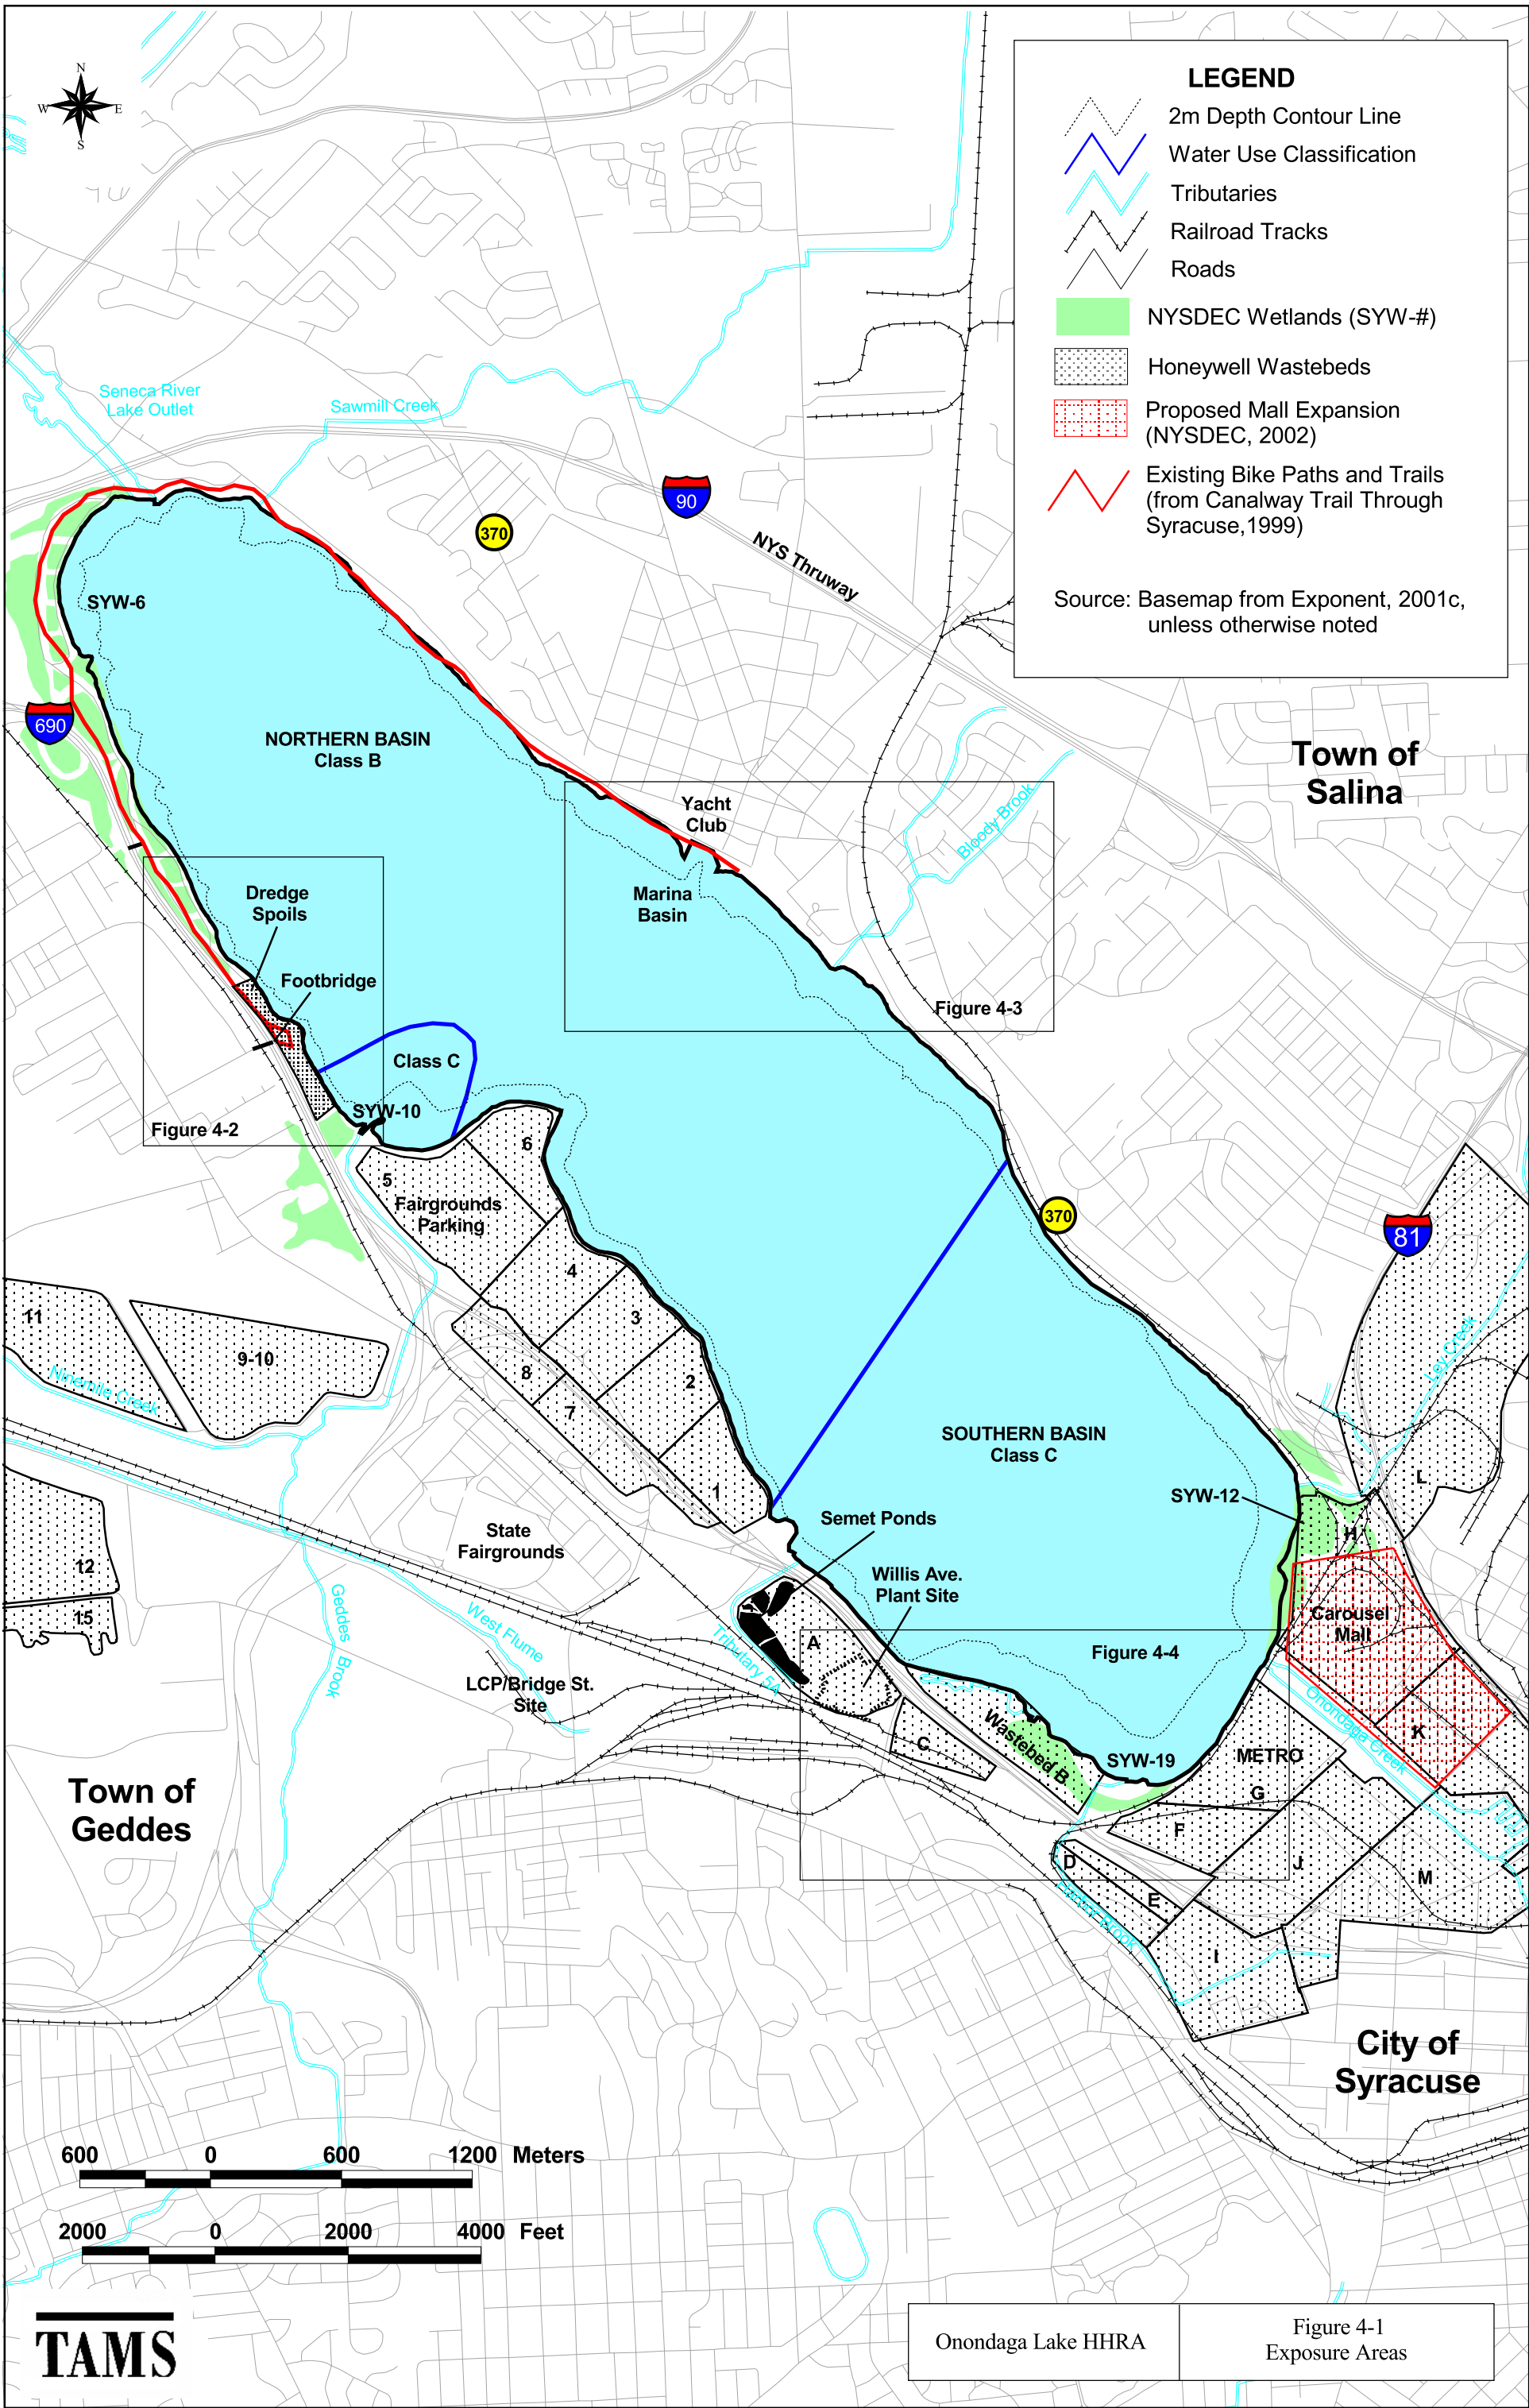 N
W
E
S
LEGEND
2m Depth Contour Line
Water Use Classification
Tributaries
Railroad Tracks
Roads
NYSDEC Wetlands (SYW-#)
Honeywell Wastebeds
Proposed Mall Expansion
(NYSDEC, 2002)
Existing Bike Paths and Trails
(from Canalway Trail Through
Syracuse,1999)
Source: Basemap from Exponent, 2001c,
unless otherwise noted
Seneca River
Lake Outlet
Sawmill Creek
90
370
NYS Thruway
SYW-6
690
NORTHERN BASIN
Class B
Town of
Salina
Yacht
Club
Bloody Brook
Marina
Basin
Dredge
Spoils
Footbridge
Figure 4-3
Class C
SYW-10
Figure 4-2
6
5
Fairgrounds
Parking
370
81
4
3
11
9-10
8
2
7
Ninemile Creek
Ley Creek
SOUTHERN BASIN
Class C
L
1
SYW-12
H
Semet Ponds
State
Fairgrounds
12
Willis Ave.
Plant Site
15
Carousel
Mall
Geddes Brook
West Flume
Tributary 5A
A
Figure 4-4
LCP/Bridge St.
Site
Onondaga Creek
K
C
Wastebed B
SYW-19
METRO
G
Town of
Geddes
F
D
J
M
E
Harbor Brook
I
City of
Syracuse
600
0
600
1200 Meters
2000
0
2000
4000 Feet
TAMS
Onondaga Lake HHRA
Figure 4-1
Exposure Areas